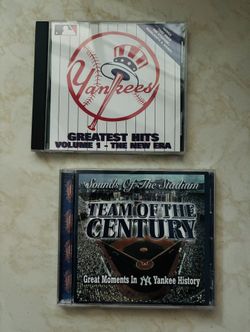 Yankees
GREATEST HITS
VOLUME 1 - THE NEW ERA
Sounds Of The Stadium
TEAM OF THE
CENTURY
Great Moments In NY Yankee History